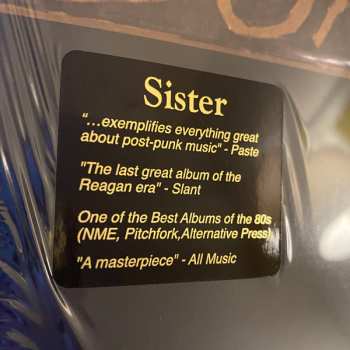 Sister
"...exemplifies everything great
about post-punk music" - Paste
"The last great album of the
Reagan era" - Slant
One of the Best Albums of the 80s
(NME, Pitchfork,Alternative Press)
"A masterpiece" - All Music